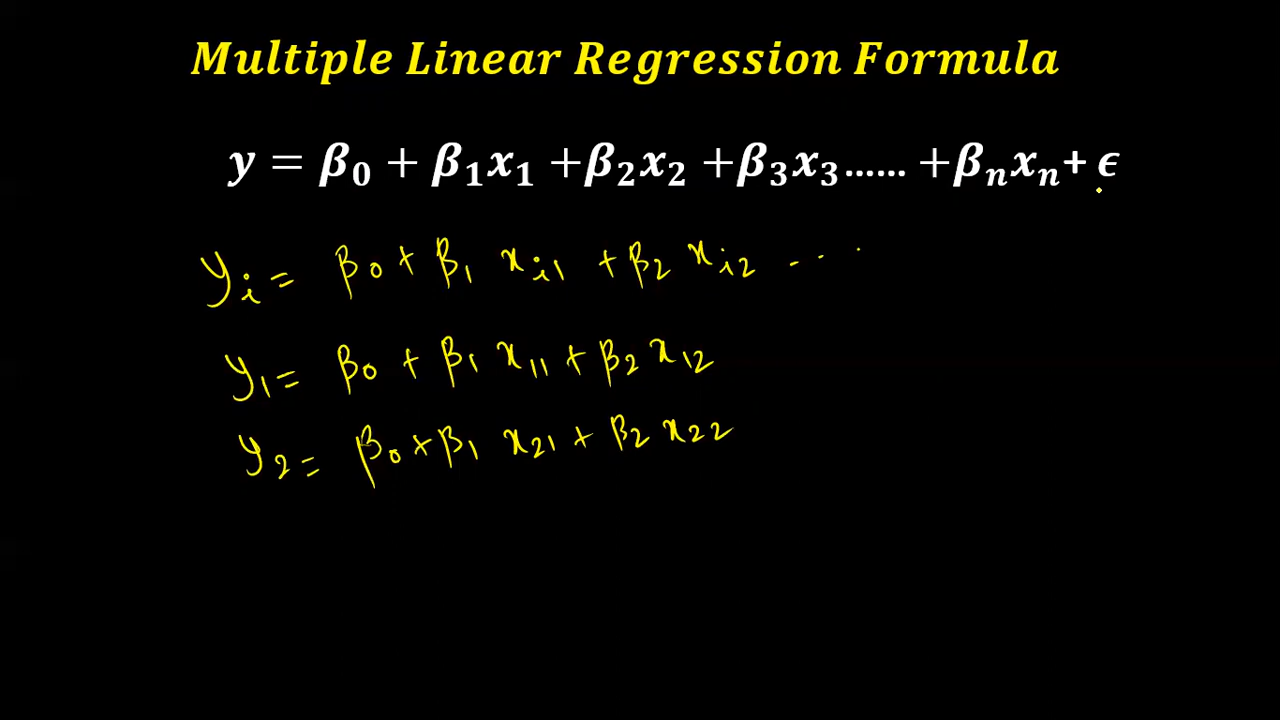 Multiple Linear Regression Formula
y = β₀ + β₁x₁ +β₂x₂ +β₃x₃...... +βₙxₙ+ ϵ
yᵢ = β₀ + β₁ xᵢ₁ + β₂ xᵢ₂ - - - -
y₁ = β₀ + β₁ x₁₁ + β₂ x₁₂
y₂ = β₀ + β₁ x₂₁ + β₂ x₂₂